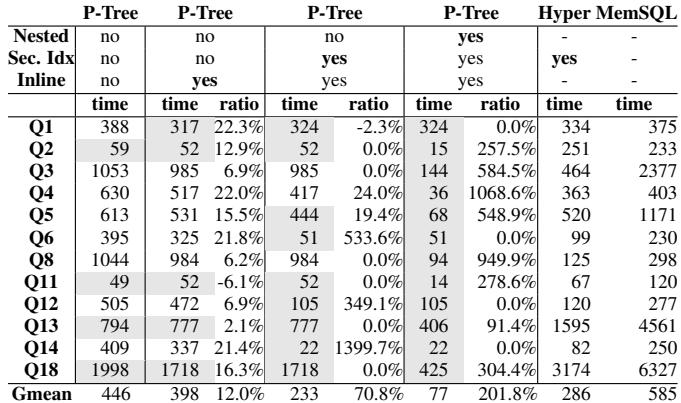 P-Tree P-Tree P-Tree P-Tree Hyper MemSQL
Nested no no no yes - -
Sec. Idx no no yes yes yes -
Inline no yes yes yes - -
time time ratio time ratio time ratio time time
Q1 388 317 22.3% 324 -2.3% 324 0.0% 334 375
Q2 59 52 12.9% 52 0.0% 15 257.5% 251 233
Q3 1053 985 6.9% 985 0.0% 144 584.5% 464 2377
Q4 630 517 22.0% 417 24.0% 36 1068.6% 363 403
Q5 613 531 15.5% 444 19.4% 68 548.9% 520 1171
Q6 395 325 21.8% 51 533.6% 51 0.0% 99 230
Q8 1044 984 6.2% 984 0.0% 94 949.9% 125 298
Q11 49 52 -6.1% 52 0.0% 14 278.6% 67 120
Q12 505 472 6.9% 105 349.1% 105 0.0% 120 277
Q13 794 777 2.1% 777 0.0% 406 91.4% 1595 4561
Q14 409 337 21.4% 22 1399.7% 22 0.0% 82 250
Q18 1998 1718 16.3% 1718 0.0% 425 304.4% 3174 6327
Gmean 446 398 12.0% 233 70.8% 77 201.8% 286 585